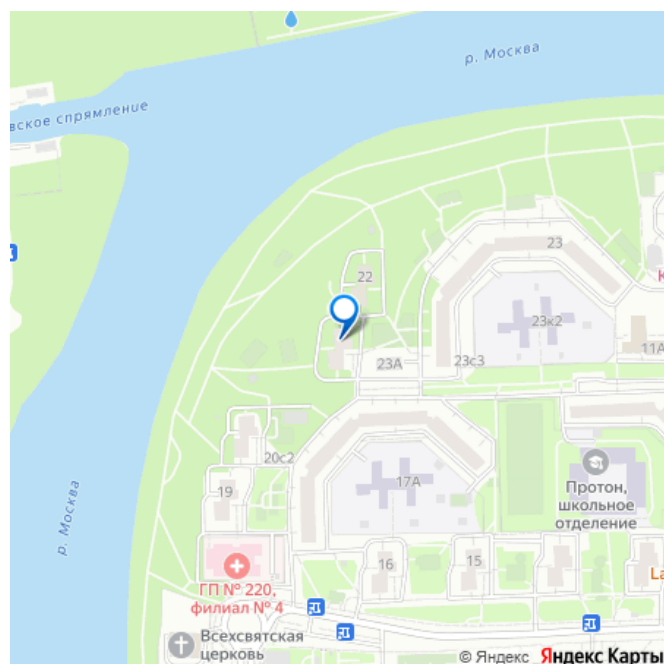 р. Москва
вское спрямление
23
22
К
23к2
11А
23А
23с3
20с2
17А
19
Протон,
школьное
отделение
16
15
ГП № 220,
филиал № 4
La
р. Москва
Всехсвятская
церковь
© Яндекс Яндекс Карты